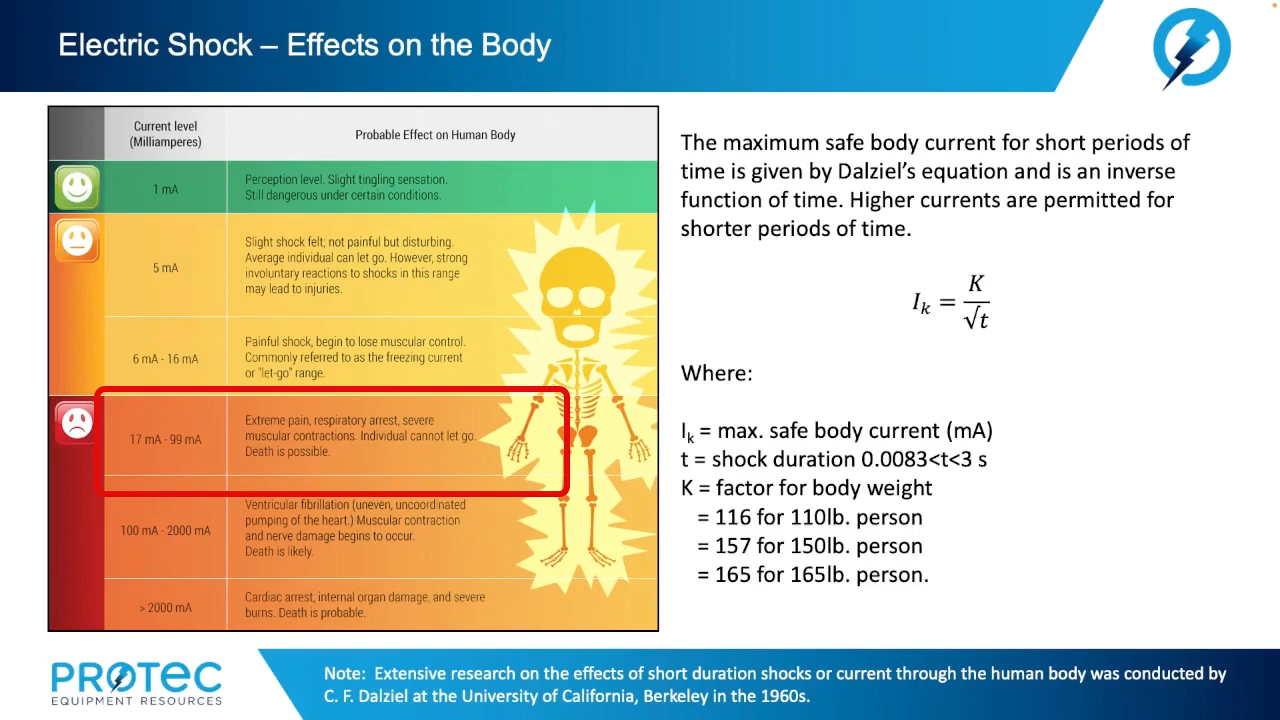 Electric Shock – Effects on the Body
Current level
(Milliamperes)
Probable Effect on Human Body
1 mA
Perception level. Slight tingling sensation.
Still dangerous under certain conditions.
5 mA
Slight shock felt; not painful but disturbing.
Average individual can let go. However, strong
involuntary reactions to shocks in this range
may lead to injuries.
6 mA - 16 mA
Painful shock, begin to lose muscular control.
Commonly referred to as the freezing current
or "let-go" range.
17 mA - 99 mA
Extreme pain, respiratory arrest, severe
muscular contractions. Individual cannot let go.
Death is possible.
100 mA - 2000 mA
Ventricular fibrillation (uneven, uncoordinated
pumping of the heart.) Muscular contraction
and nerve damage begins to occur.
Death is likely.
> 2000 mA
Cardiac arrest, internal organ damage, and severe
burns. Death is probable.
The maximum safe body current for short periods of
time is given by Dalziel's equation and is an inverse
function of time. Higher currents are permitted for
shorter periods of time.
I_k = K/√t
Where:
I_k = max. safe body current (mA)
t = shock duration 0.0083<t<3 s
K = factor for body weight
= 116 for 110lb. person
= 157 for 150lb. person
= 165 for 165lb. person.
PROTEC
EQUIPMENT RESOURCES
Note: Extensive research on the effects of short duration shocks or current through the human body was conducted by
C. F. Dalziel at the University of California, Berkeley in the 1960s.